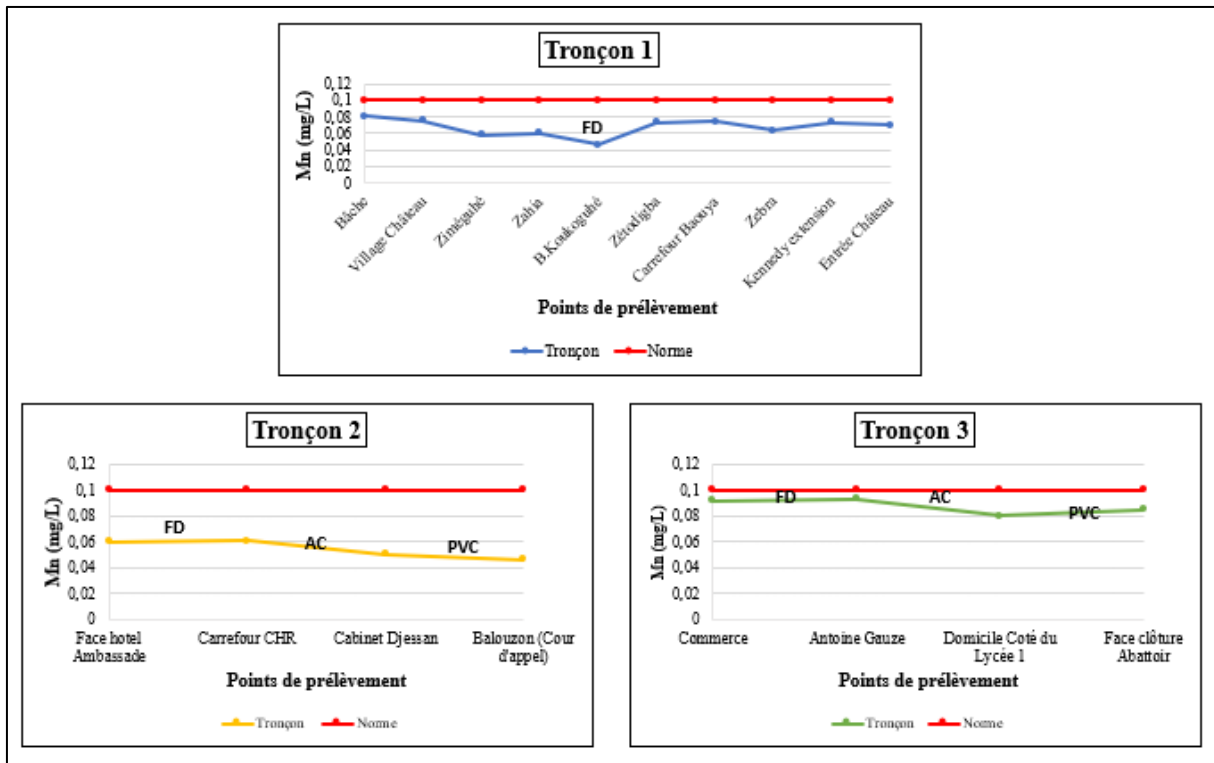 Tronçon 1
Mn (mg/L)
0,12
0,1
0,08
0,06
0,04
0,02
0
FD
Bâche
Village Château
Ziméguhé
Zahia
B.Koukoguhé
Zétodigba
Carrefour Baouya
Zebra
Kennedy extension
Entrée Château
Points de prélèvement
Tronçon Norme
Tronçon 2
Mn (mg/L)
0,12
0,1
0,08
0,06
0,04
0,02
0
FD
AC
PVC
Face hotel
Ambassade
Carrefour CHR
Cabinet Djessan
Balouzon (Cour
d'appel)
Points de prélèvement
Tronçon Norme
Tronçon 3
Mn (mg/L)
0,12
0,1
0,08
0,06
0,04
0,02
0
FD
AC
PVC
Commerce
Antoine Gauze
Domicile Coté du
Lycée 1
Face clôture
Abattoir
Points de prélèvement
Tronçon Norme